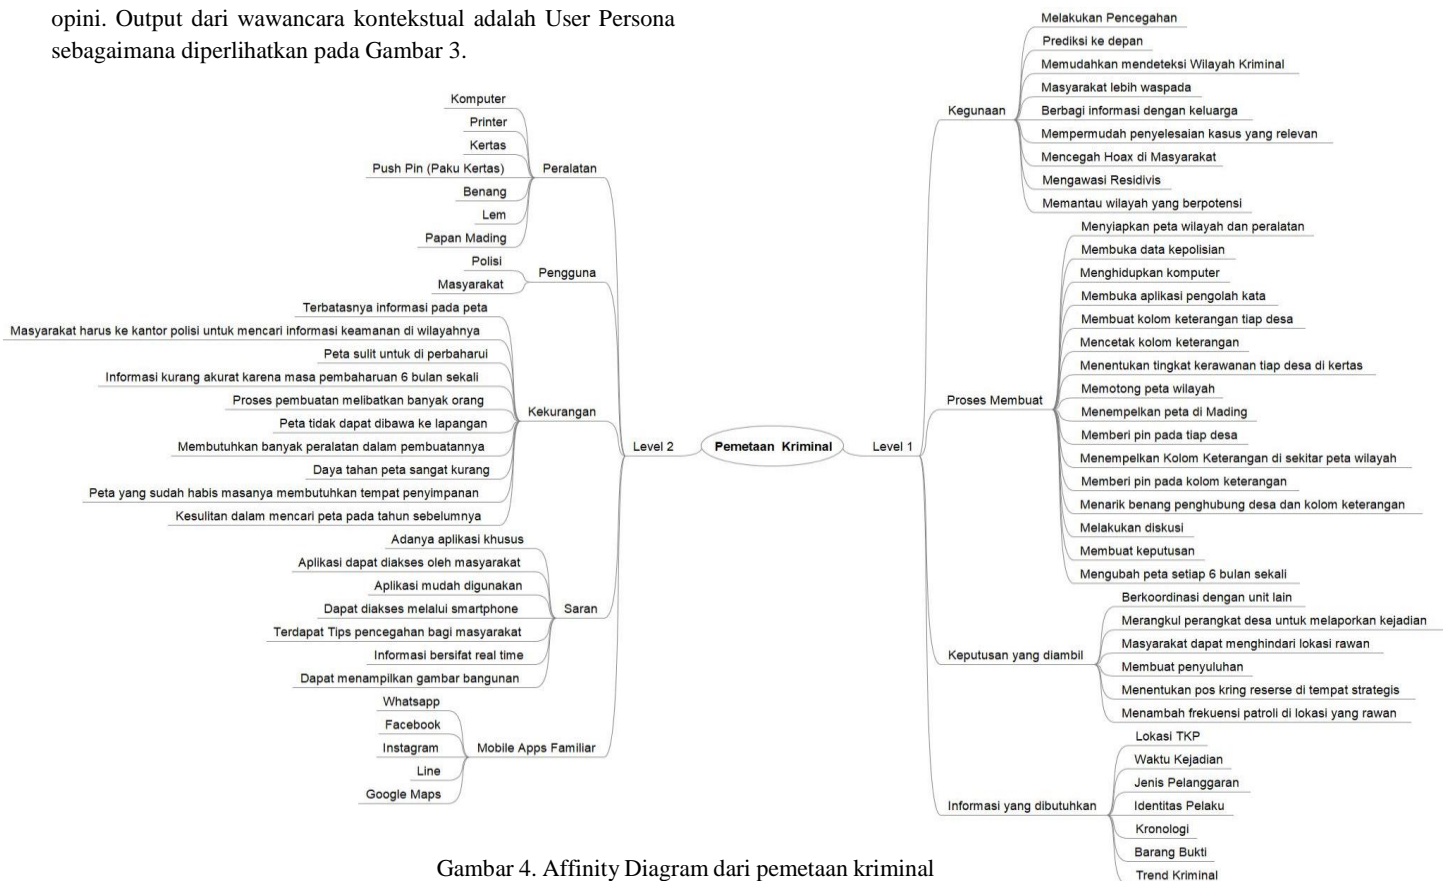 opini. Output dari wawancara kontekstual adalah User Persona
sebagaimana diperlihatkan pada Gambar 3.
Komputer
Printer
Kertas
Push Pin (Paku Kertas)
Benang
Lem
Papan Mading
Peralatan
Polisi
Masyarakat
Pengguna
Terbatasnya informasi pada peta
Masyarakat harus ke kantor polisi untuk mencari informasi keamanan di wilayahnya
Peta sulit untuk di perbaharui
Informasi kurang akurat karena masa pembaharuan 6 bulan sekali
Proses pembuatan melibatkan banyak orang
Peta tidak dapat dibawa ke lapangan
Membutuhkan banyak peralatan dalam pembuatannya
Daya tahan peta sangat kurang
Peta yang sudah habis masanya membutuhkan tempat penyimpanan
Kesulitan dalam mencari peta pada tahun sebelumnya
Kekurangan
Adanya aplikasi khusus
Aplikasi dapat diakses oleh masyarakat
Aplikasi mudah digunakan
Dapat diakses melalui smartphone
Terdapat Tips pencegahan bagi masyarakat
Informasi bersifat real time
Dapat menampilkan gambar bangunan
Saran
Whatsapp
Facebook
Instagram
Line
Google Maps
Mobile Apps Familiar
Level 2
Pemetaan Kriminal
Level 1
Kegunaan
Melakukan Pencegahan
Prediksi ke depan
Memudahkan mendeteksi Wilayah Kriminal
Masyarakat lebih waspada
Berbagi informasi dengan keluarga
Mempermudah penyelesaian kasus yang relevan
Mencegah Hoax di Masyarakat
Mengawasi Residivis
Memantau wilayah yang berpotensi
Proses Membuat
Menyiapkan peta wilayah dan peralatan
Membuka data kepolisian
Menghidupkan komputer
Membuka aplikasi pengolah kata
Membuat kolom keterangan tiap desa
Mencetak kolom keterangan
Menentukan tingkat kerawanan tiap desa di kertas
Memotong peta wilayah
Menempelkan peta di Mading
Memberi pin pada tiap desa
Menempelkan Kolom Keterangan di sekitar peta wilayah
Memberi pin pada kolom keterangan
Menarik benang penghubung desa dan kolom keterangan
Melakukan diskusi
Membuat keputusan
Mengubah peta setiap 6 bulan sekali
Keputusan yang diambil
Berkoordinasi dengan unit lain
Merangkul perangkat desa untuk melaporkan kejadian
Masyarakat dapat menghindari lokasi rawan
Membuat penyuluhan
Menentukan pos kring reserse di tempat strategis
Menambah frekuensi patroli di lokasi yang rawan
Informasi yang dibutuhkan
Lokasi TKP
Waktu Kejadian
Jenis Pelanggaran
Identitas Pelaku
Kronologi
Barang Bukti
Trend Kriminal
Gambar 4. Affinity Diagram dari pemetaan kriminal